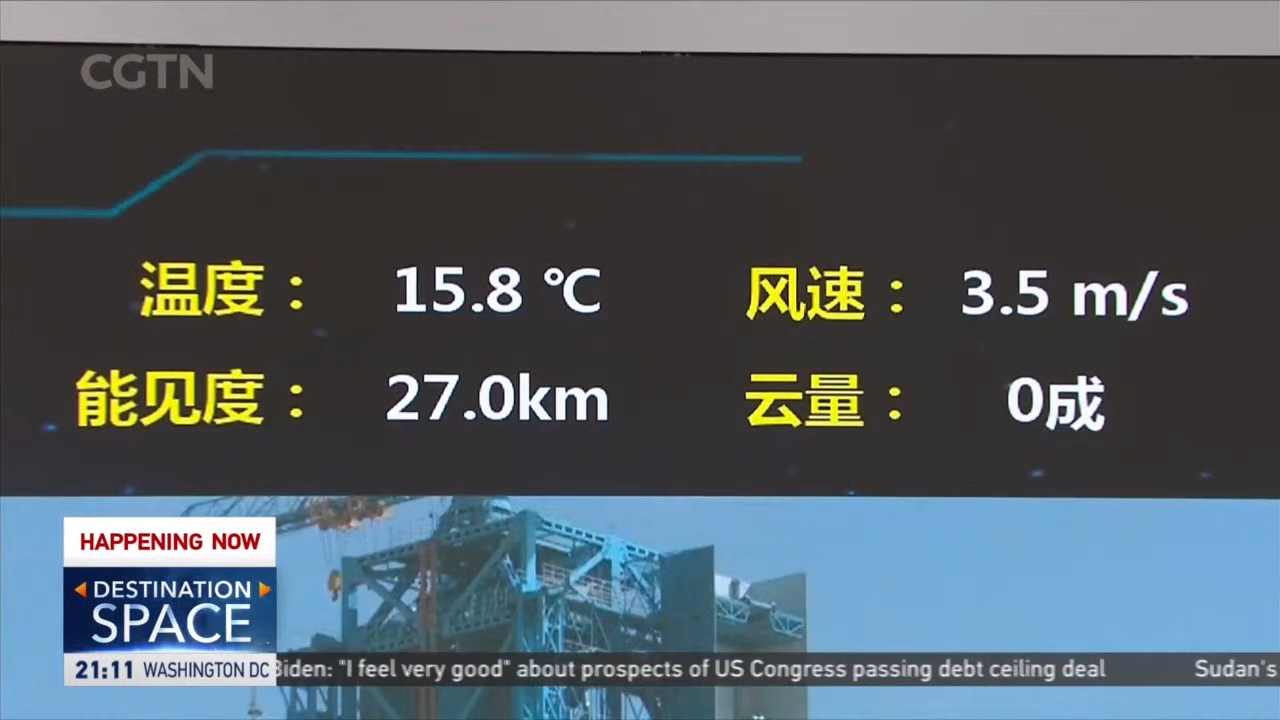 CGTN
温度： 15.8 ℃ 风速： 3.5 m/s
能见度： 27.0km 云量： 0成
HAPPENING NOW
DESTINATION
SPACE
21:11 WASHINGTON DC
Biden: "I feel very good" about prospects of US Congress passing debt ceiling deal Sudan's